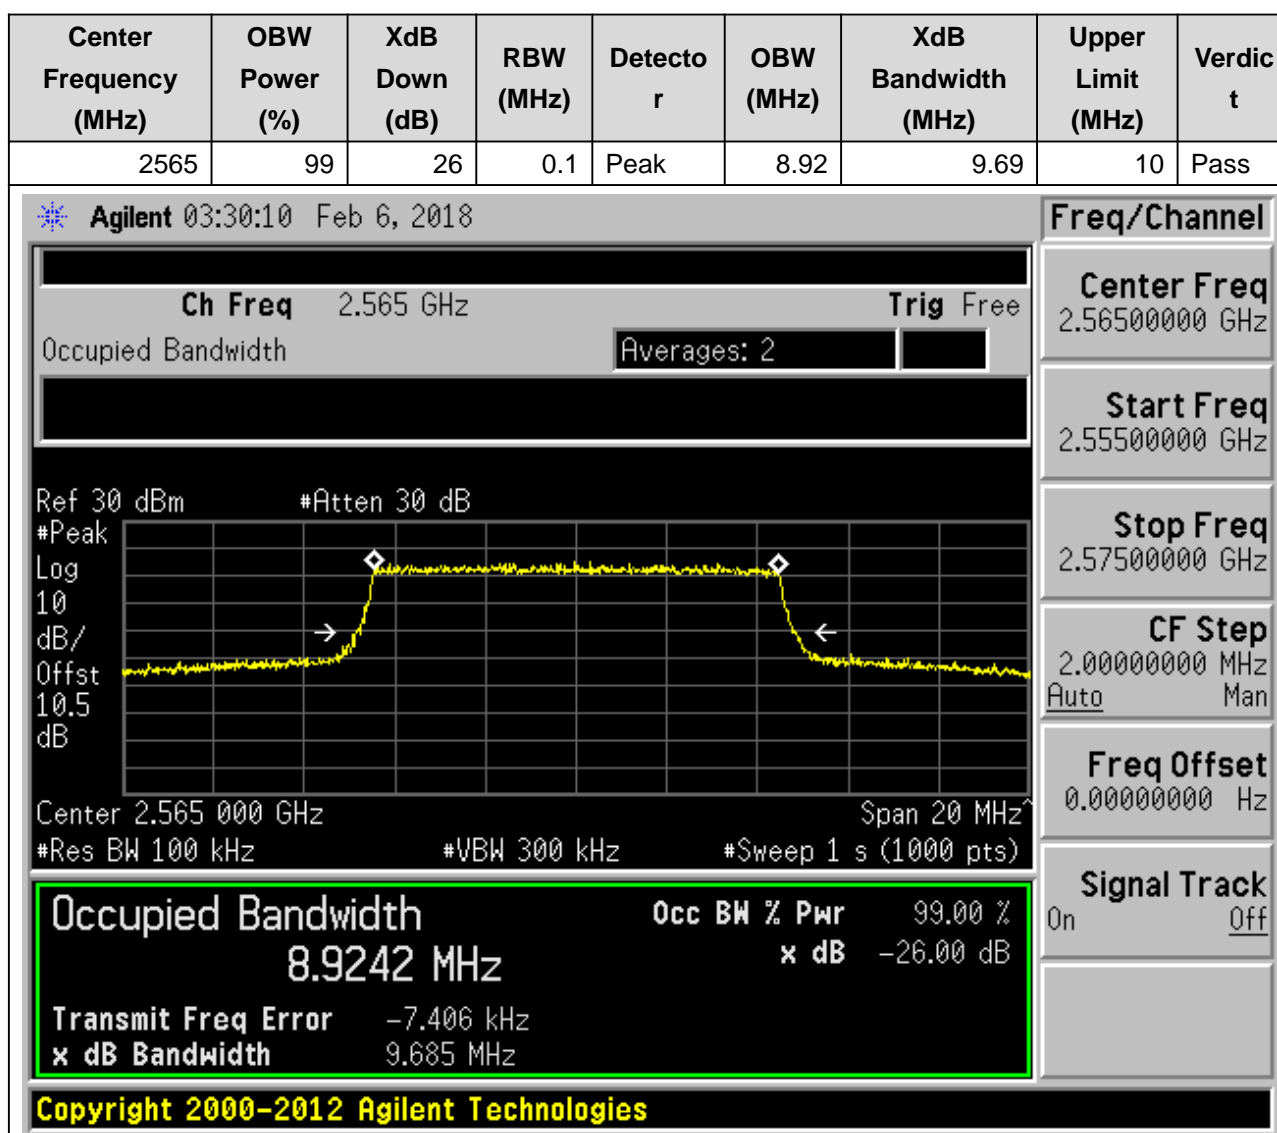 Center Frequency (MHz) OBW Power (%) XdB Down (dB) RBW (MHz) Detector OBW (MHz) XdB Bandwidth (MHz) Upper Limit (MHz) Verdict
2565 99 26 0.1 Peak 8.92 9.69 10 Pass
Agilent 03:30:10 Feb 6, 2018
Freq/Channel
Ch Freq 2.565 GHz Trig Free
Occupied Bandwidth Averages: 2
Center Freq
2.56500000 GHz
Start Freq
2.55500000 GHz
Stop Freq
2.57500000 GHz
CF Step
2.00000000 MHz
Auto Man
Freq Offset
0.00000000 Hz
Signal Track
On Off
Ref 30 dBm #Atten 30 dB
#Peak
Log
10
dB/
Offst
10.5
dB
Center 2.565 000 GHz Span 20 MHz^
#Res BW 100 kHz #VBW 300 kHz #Sweep 1 s (1000 pts)
Occupied Bandwidth Occ BW % Pwr 99.00 %
8.9242 MHz x dB -26.00 dB
Transmit Freq Error -7.406 kHz
x dB Bandwidth 9.685 MHz
Copyright 2000-2012 Agilent Technologies